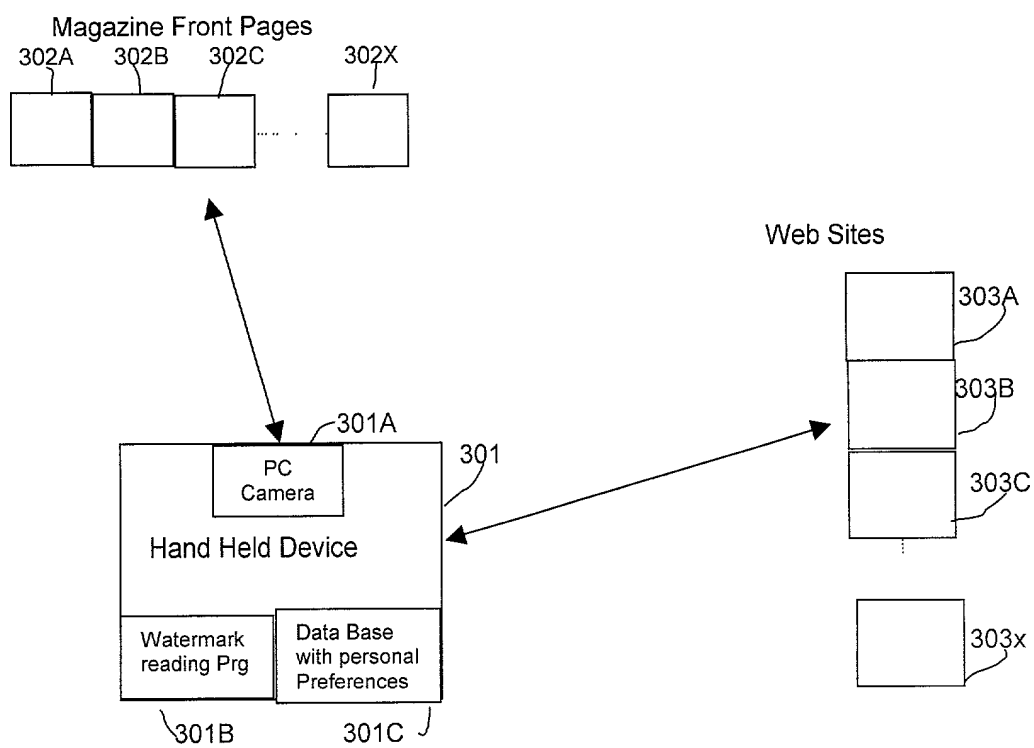 Magazine Front Pages
302A 302B 302C 302X
Web Sites
303A
303B
303C
303x
301A
301
PC
Camera
Hand Held Device
Watermark
reading Prg
Data Base
with personal
Preferences
301B 301C